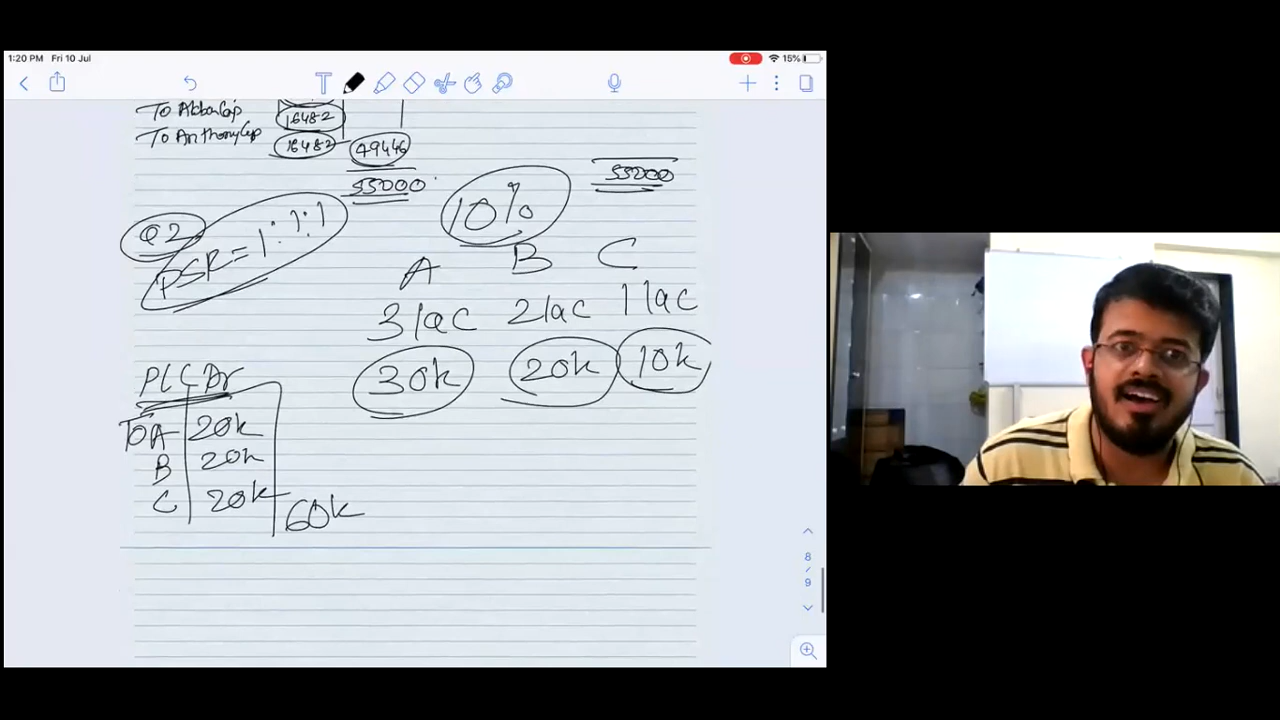 1:20 PM Fri 10 Jul
15%
To Akbar Cap
16482
To Anthony Cap
16482 49446
55000
55000
Q2
PSR = 1:1:1
10%
A B C
3 lac 2 lac 1 lac
30k 20k 10k
PLC Dr
To A 20k
B 20k
C 20k
60k
8
9